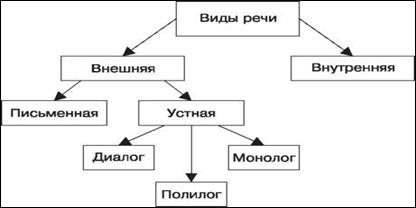 Виды речи
Внешняя
Внутренняя
Письменная
Устная
Диалог
Монолог
Полилог